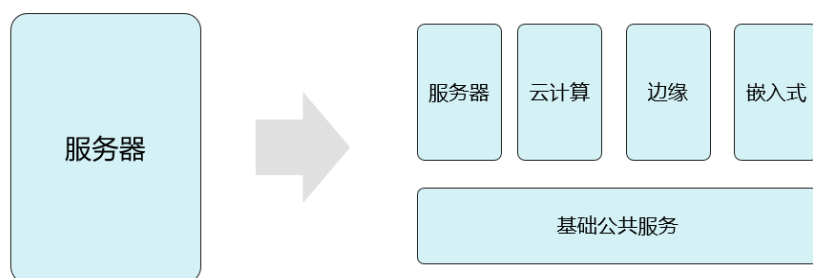 服务器
服务器
云计算
边缘
嵌入式
基础公共服务